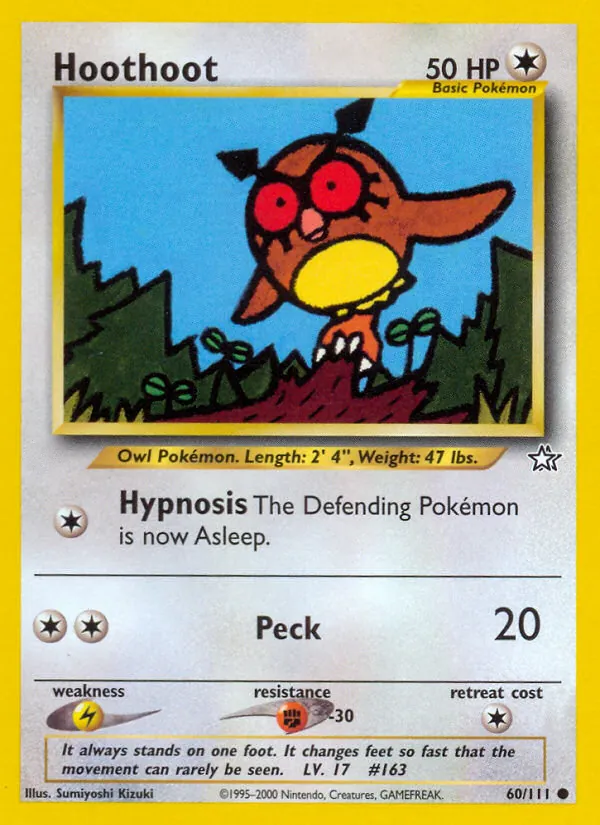 Hoothoot
50 HP
Basic Pokémon
Owl Pokémon. Length: 2' 4", Weight: 47 lbs.
Hypnosis The Defending Pokémon
is now Asleep.
Peck 20
weakness resistance retreat cost
-30
It always stands on one foot. It changes feet so fast that the
movement can rarely be seen. LV. 17 #163
Illus. Sumiyoshi Kizuki ©1995–2000 Nintendo, Creatures, GAMEFREAK. 60/111